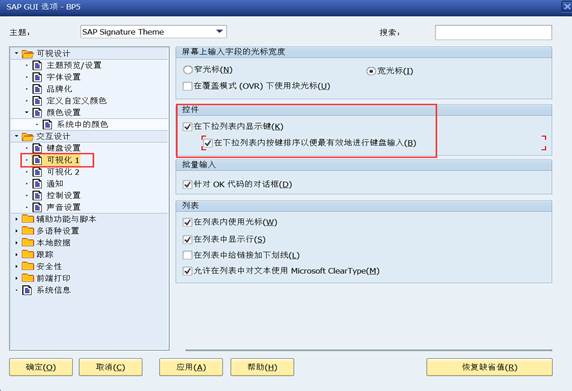 SAP GUI 选项 - BP5
主题:
SAP Signature Theme
搜索:
可视设计
主题预览/设置
字体设置
品牌化
定义自定义颜色
颜色设置
系统中的颜色
交互设计
键盘设置
可视化 1
可视化 2
通知
控制设置
声音设置
辅助功能与脚本
多语种设置
本地数据
跟踪
安全性
前端打印
系统信息
屏幕上输入字段的光标宽度
窄光标(N)
宽光标(I)
在覆盖模式 (OVR) 下使用块光标(U)
控件
在下拉列表内显示键(K)
在下拉列表内按键排序以便最有效地进行键盘输入(B)
批量输入
针对 OK 代码的对话框(D)
列表
在列表内使用光标(W)
在列表中显示行(S)
在列表中给链接加下划线(L)
允许在列表中对文本使用 Microsoft ClearType(M)
确定(O)
取消(C)
应用(A)
帮助(H)
恢复缺省值(R)